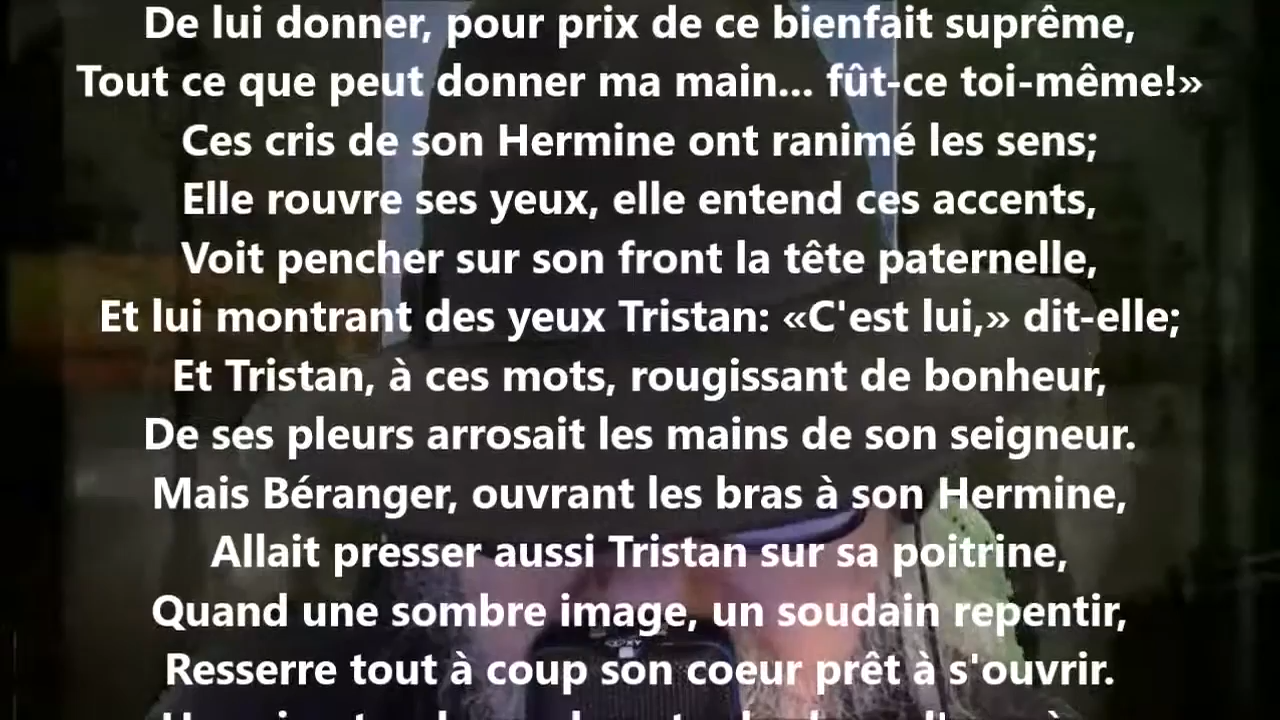 De lui donner, pour prix de ce bienfait suprême,
Tout ce que peut donner ma main... fût-ce toi-même!»
Ces cris de son Hermine ont ranimé les sens;
Elle rouvre ses yeux, elle entend ces accents,
Voit pencher sur son front la tête paternelle,
Et lui montrant des yeux Tristan: «C'est lui,» dit-elle;
Et Tristan, à ces mots, rougissant de bonheur,
De ses pleurs arrosait les mains de son seigneur.
Mais Béranger, ouvrant les bras à son Hermine,
Allait presser aussi Tristan sur sa poitrine,
Quand une sombre image, un soudain repentir,
Resserre tout à coup son coeur prêt à s'ouvrir.